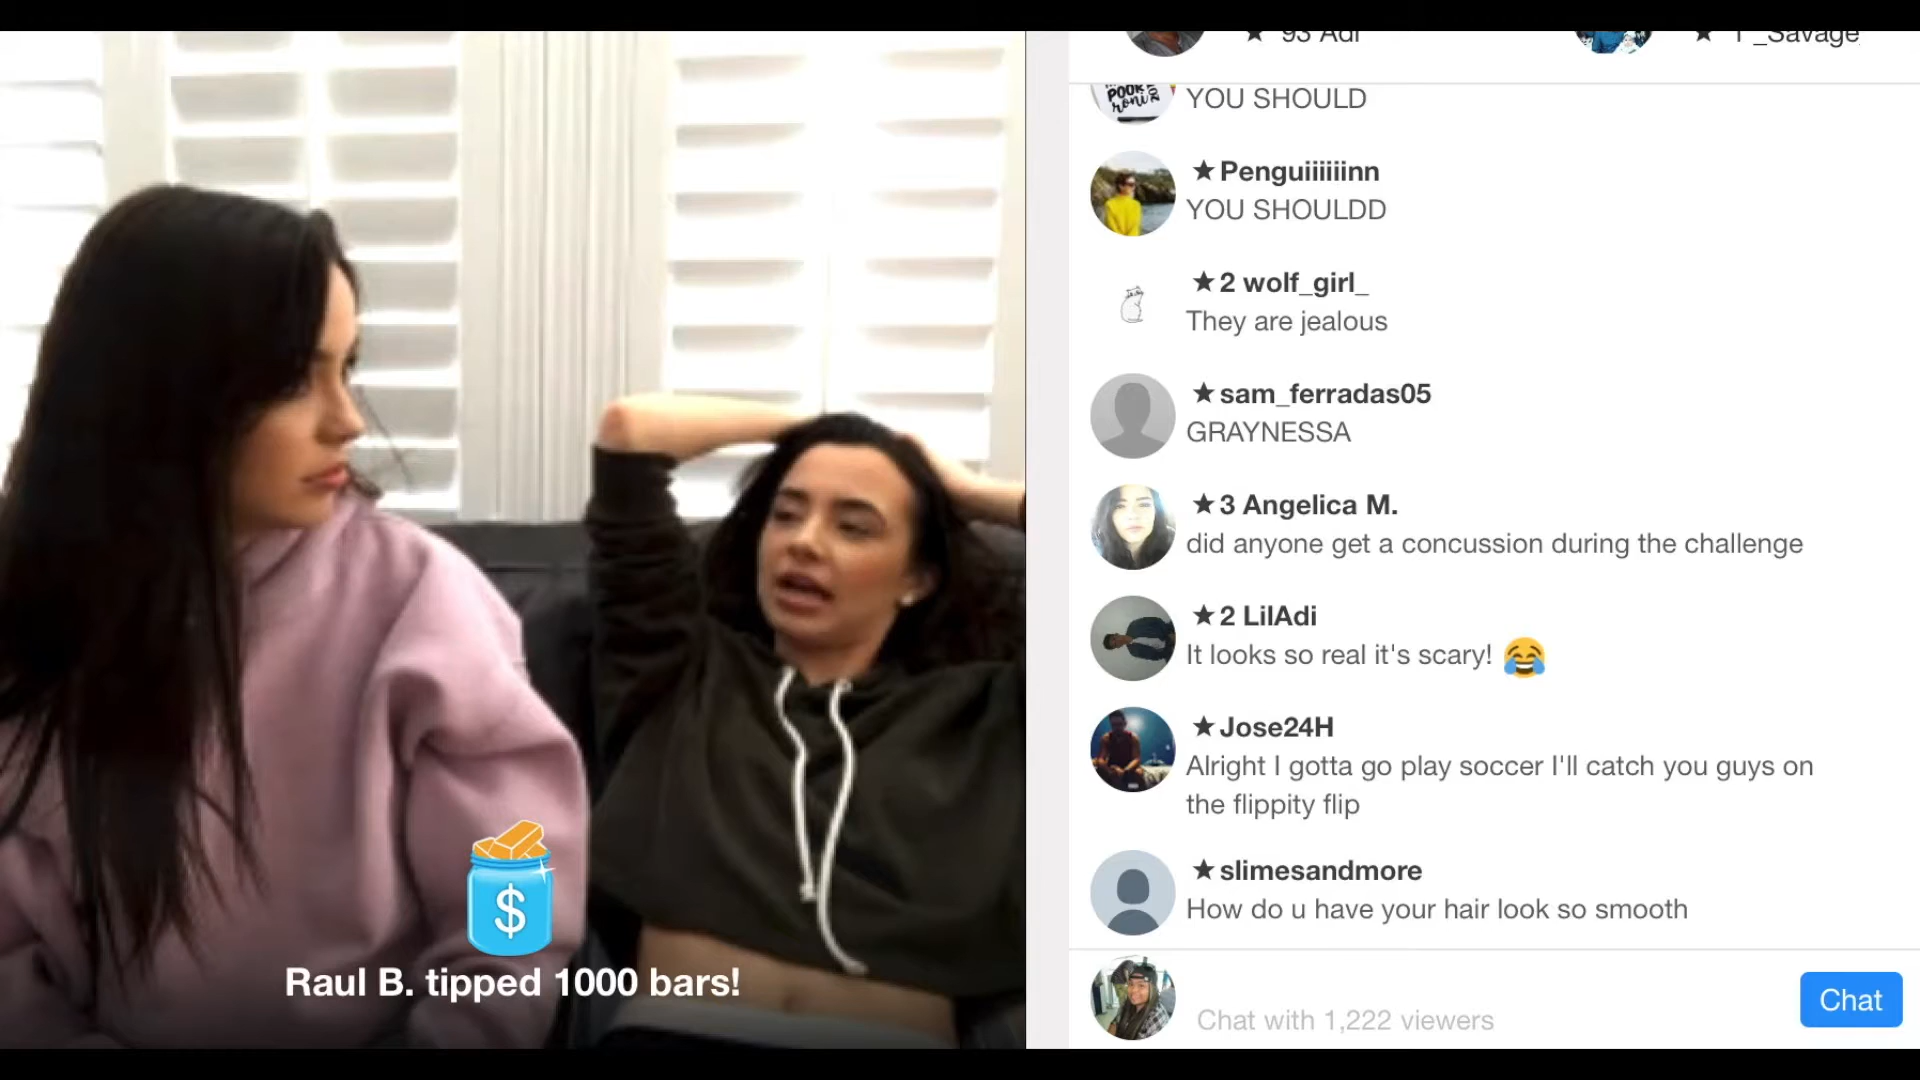 ★ 93 Adi
★ 1 _Savage
YOU SHOULD
★ Penguiiiiiinn
YOU SHOULDD
★ 2 wolf_girl_
They are jealous
★ sam_ferradas05
GRAYNESSA
★ 3 Angelica M.
did anyone get a concussion during the challenge
★ 2 LilAdi
It looks so real it's scary! 😂
★ Jose24H
Alright I gotta go play soccer I'll catch you guys on
the flippity flip
★ slimesandmore
How do u have your hair look so smooth
$
Raul B. tipped 1000 bars!
Chat with 1,222 viewers
Chat